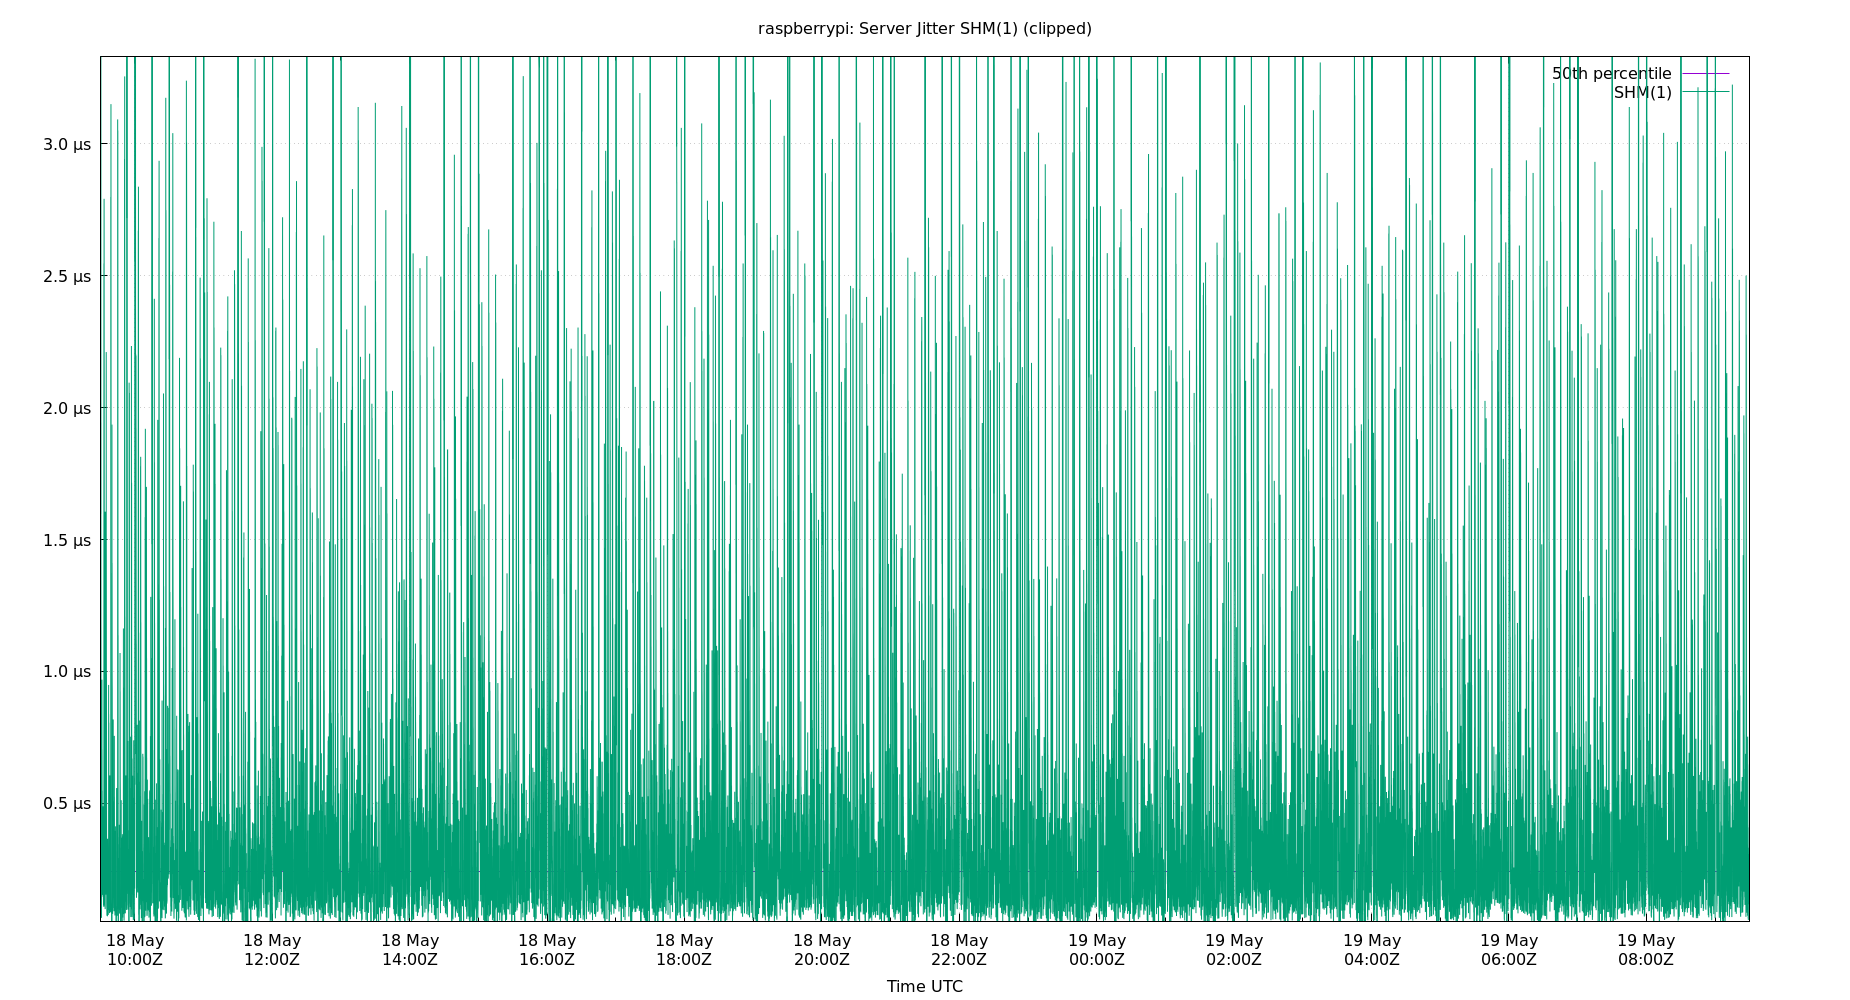 raspberrypi: Server Jitter SHM(1) (clipped)
50th percentile
SHM(1)
3.0 µs
2.5 µs
2.0 µs
1.5 µs
1.0 µs
0.5 µs
18 May 18 May 18 May 18 May 18 May 18 May 18 May 19 May 19 May 19 May 19 May 19 May
10:00Z 12:00Z 14:00Z 16:00Z 18:00Z 20:00Z 22:00Z 00:00Z 02:00Z 04:00Z 06:00Z 08:00Z
Time UTC